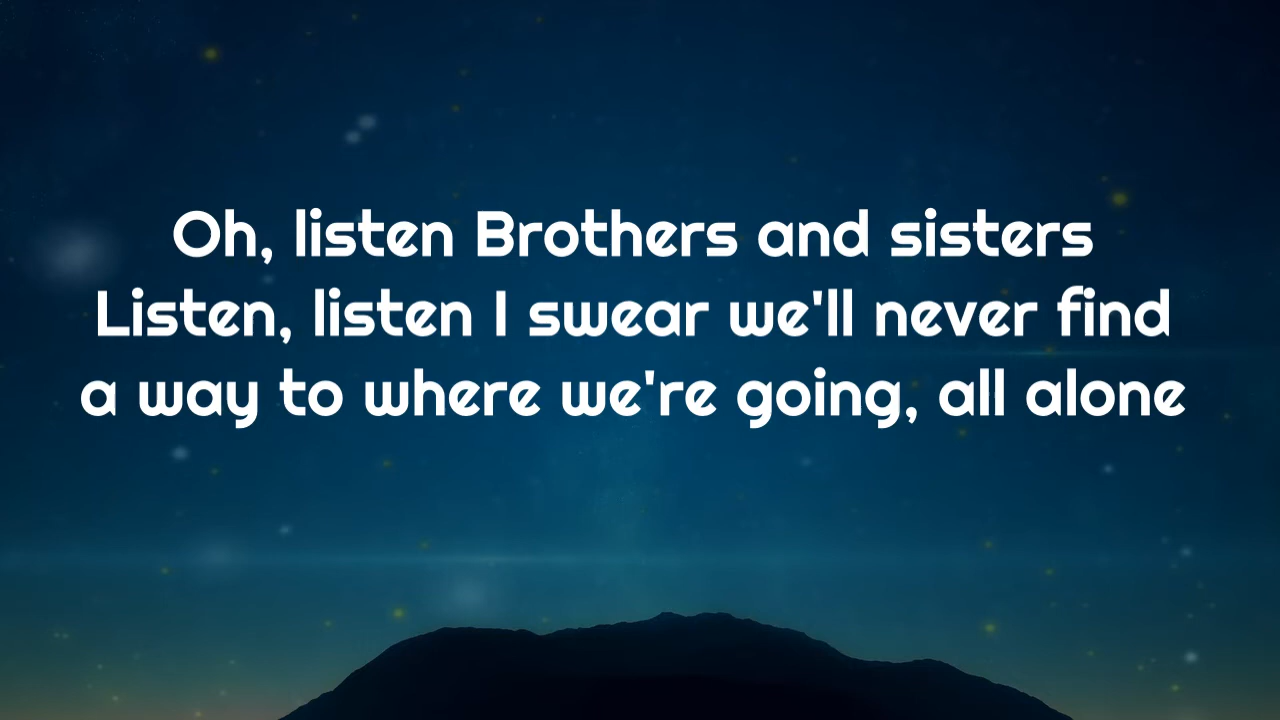 Oh, listen Brothers and sisters
Listen, listen I swear we'll never find
a way to where we're going, all alone